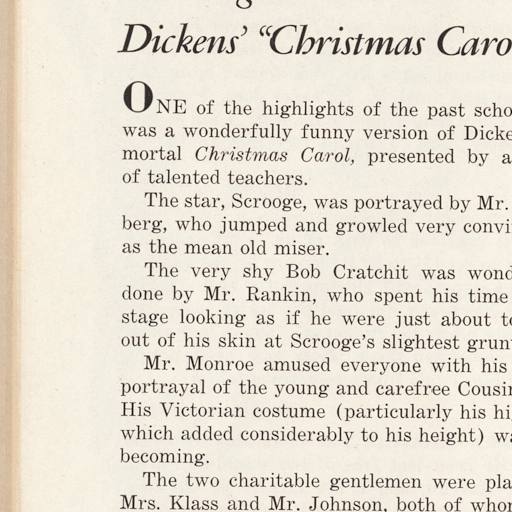 Dickens' “Christmas Caro
ONE of the highlights of the past scho
was a wonderfully funny version of Dicke
mortal Christmas Carol, presented by a
of talented teachers.
The star, Scrooge, was portrayed by Mr.
berg, who jumped and growled very convi
as the mean old miser.
The very shy Bob Cratchit was wond
done by Mr. Rankin, who spent his time
stage looking as if he were just about t
out of his skin at Scrooge's slightest grun
Mr. Monroe amused everyone with his
portrayal of the young and carefree Cousin
His Victorian costume (particularly his hi
which added considerably to his height) wa
becoming.
The two charitable gentlemen were pla
Mrs. Klass and Mr. Johnson, both of whom